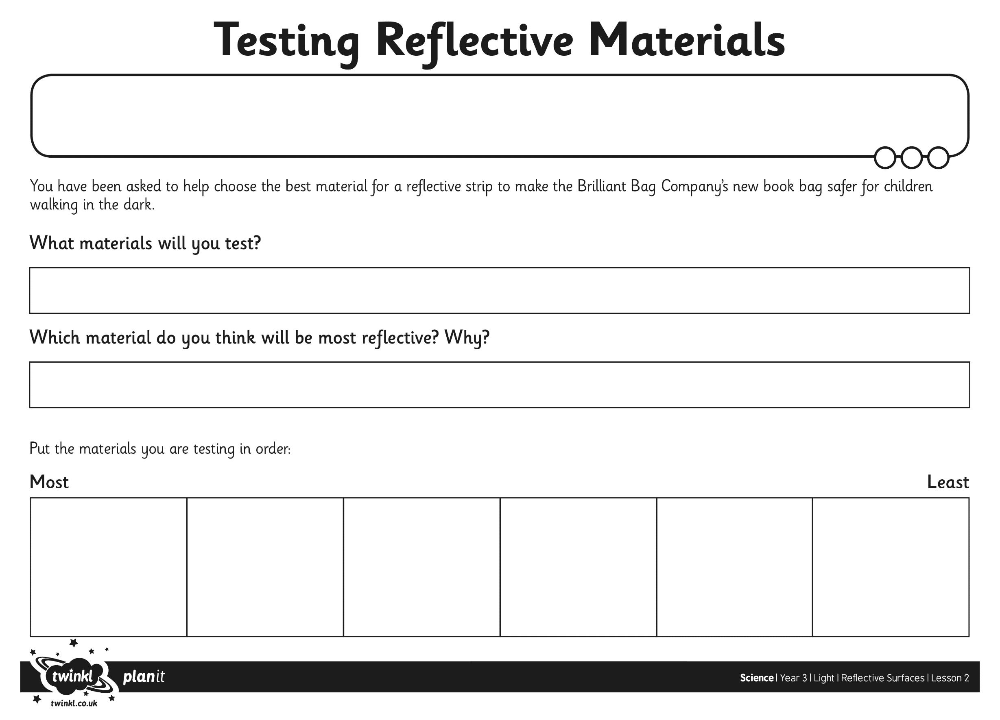 Testing Reflective Materials
You have been asked to help choose the best material for a reflective strip to make the Brilliant Bag Company's new book bag safer for children
walking in the dark.
What materials will you test?
Which material do you think will be most reflective? Why?
Put the materials you are testing in order:
Most Least
twinkl planit Science | Year 3 | Light | Reflective Surfaces | Lesson 2
twinkl.co.uk